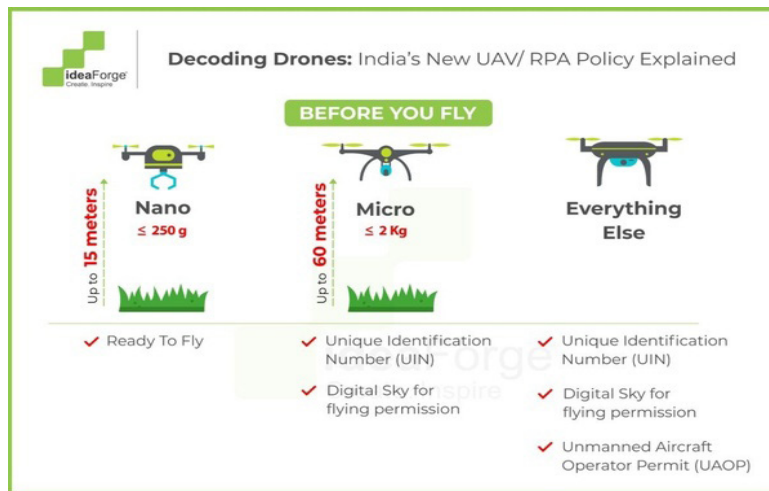 ideaForge
Create. Inspire
Decoding Drones: India's New UAV/ RPA Policy Explained
BEFORE YOU FLY
Up to 15 meters
Nano
≤ 250 g
Up to 60 meters
Micro
≤ 2 Kg
Everything
Else
Ready To Fly
Unique Identification
Number (UIN)
Digital Sky for
flying permission
Unique Identification
Number (UIN)
Digital Sky for
flying permission
Unmanned Aircraft
Operator Permit (UAOP)